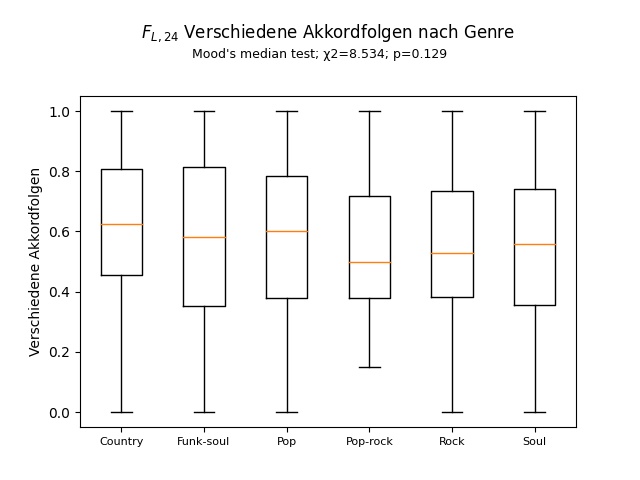 F_{L,24} Verschiedene Akkordfolgen nach Genre
Mood's median test; χ2=8.534; p=0.129
Verschiedene Akkordfolgen
1.0
0.8
0.6
0.4
0.2
0.0
Country Funk-soul Pop Pop-rock Rock Soul